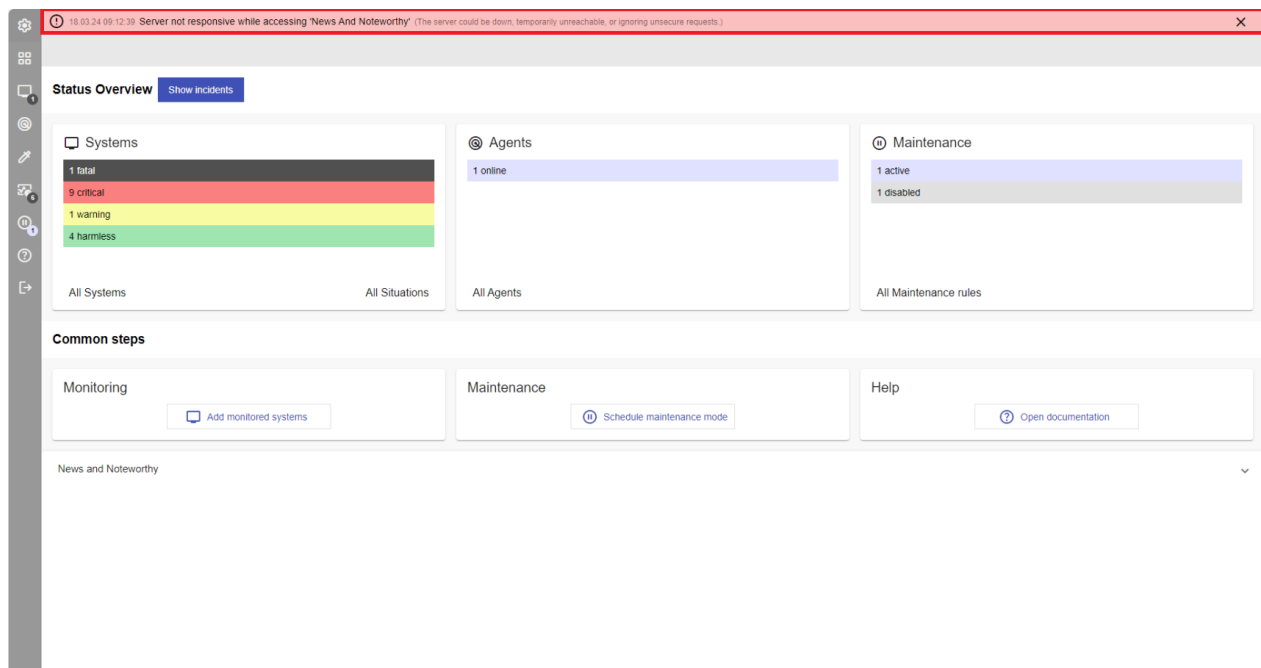 18.03.24 09:12:39 Server not responsive while accessing 'News And Noteworthy' (The server could be down, temporarily unreachable, or ignoring unsecure requests.)
Status Overview Show incidents
1
Systems
1 fatal
9 critical
1 warning
4 harmless
All Systems All Situations
Agents
1 online
All Agents
Maintenance
1 active
1 disabled
All Maintenance rules
6
1
Common steps
Monitoring
Add monitored systems
Maintenance
Schedule maintenance mode
Help
Open documentation
News and Noteworthy